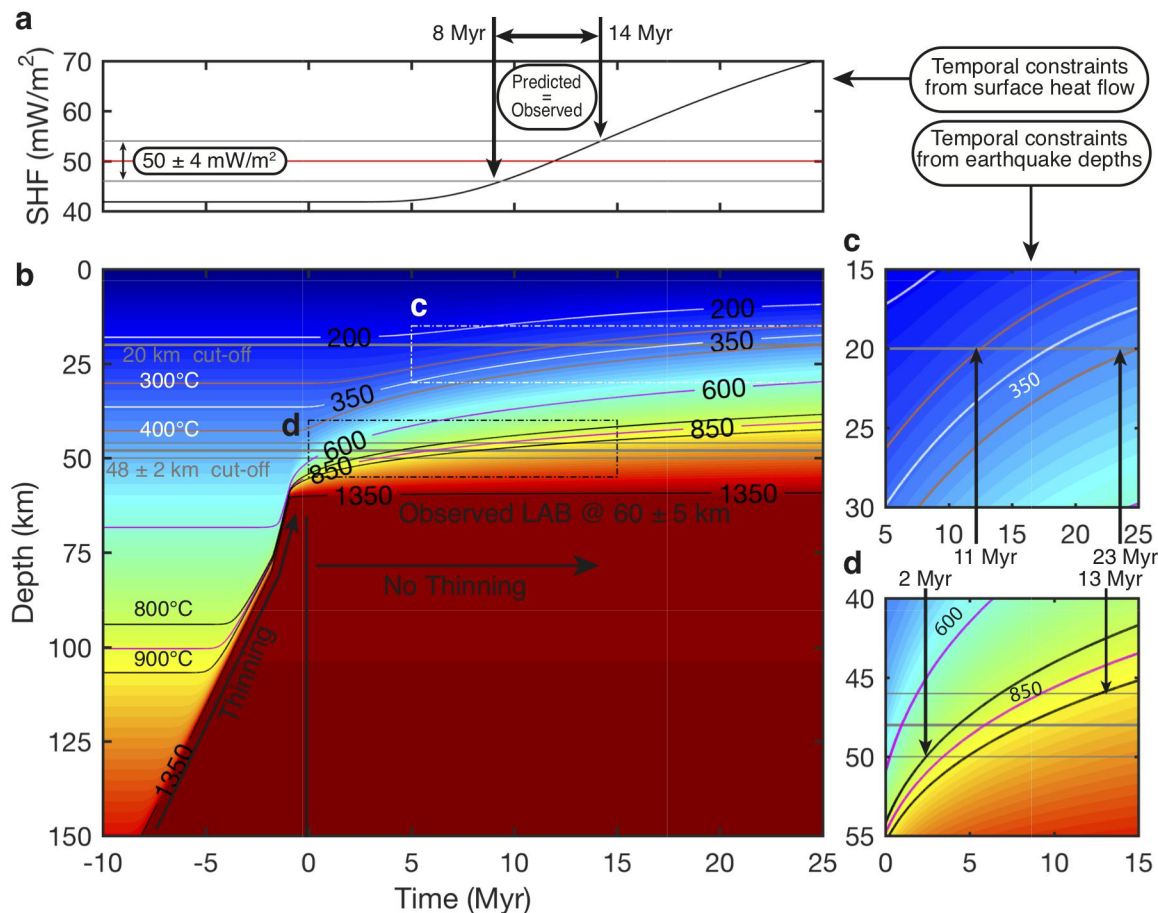 a
8 Myr
14 Myr
70
60
50
40
SHF (mW/m²)
Predicted
=
Observed
50 ± 4 mW/m²
Temporal constraints
from surface heat flow
Temporal constraints
from earthquake depths
b
0
25
50
75
100
125
150
Depth (km)
c
200
200
20 km cut-off
300°C
350
350
400°C
d
600
600
850
850
48 ± 2 km cut-off
1350
1350
Observed LAB @ 60 ± 5 km
No Thinning
800°C
900°C
Thinning
1350
-10
-5
0
5
10
15
20
25
Time (Myr)
c
15
20
25
30
350
5
10
15
20
25
11 Myr
23 Myr
d
2 Myr
13 Myr
40
45
50
55
600
850
0
5
10
15